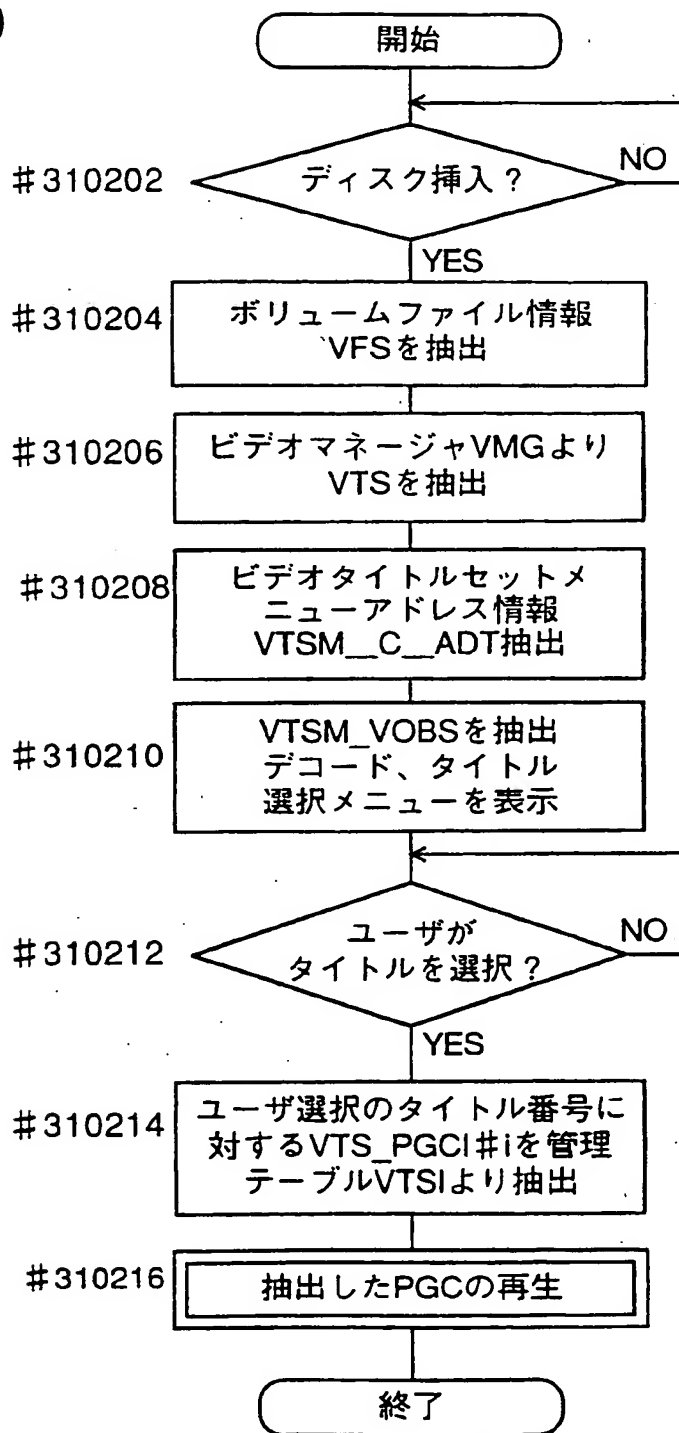 開始
#310202
ディスク挿入?
NO
YES
#310204
ボリュームファイル情報
VFSを抽出
#310206
ビデオマネージャVMGより
VTSを抽出
#310208
ビデオタイトルセットメ
ニューアドレス情報
VTSM__C__ADT抽出
#310210
VTSM_VOBSを抽出
デコード、タイトル
選択メニューを表示
#310212
ユーザが
タイトルを選択?
NO
YES
#310214
ユーザ選択のタイトル番号に
対するVTS_PGCI#iを管理
テーブルVTSIより抽出
#310216
抽出したPGCの再生
終了